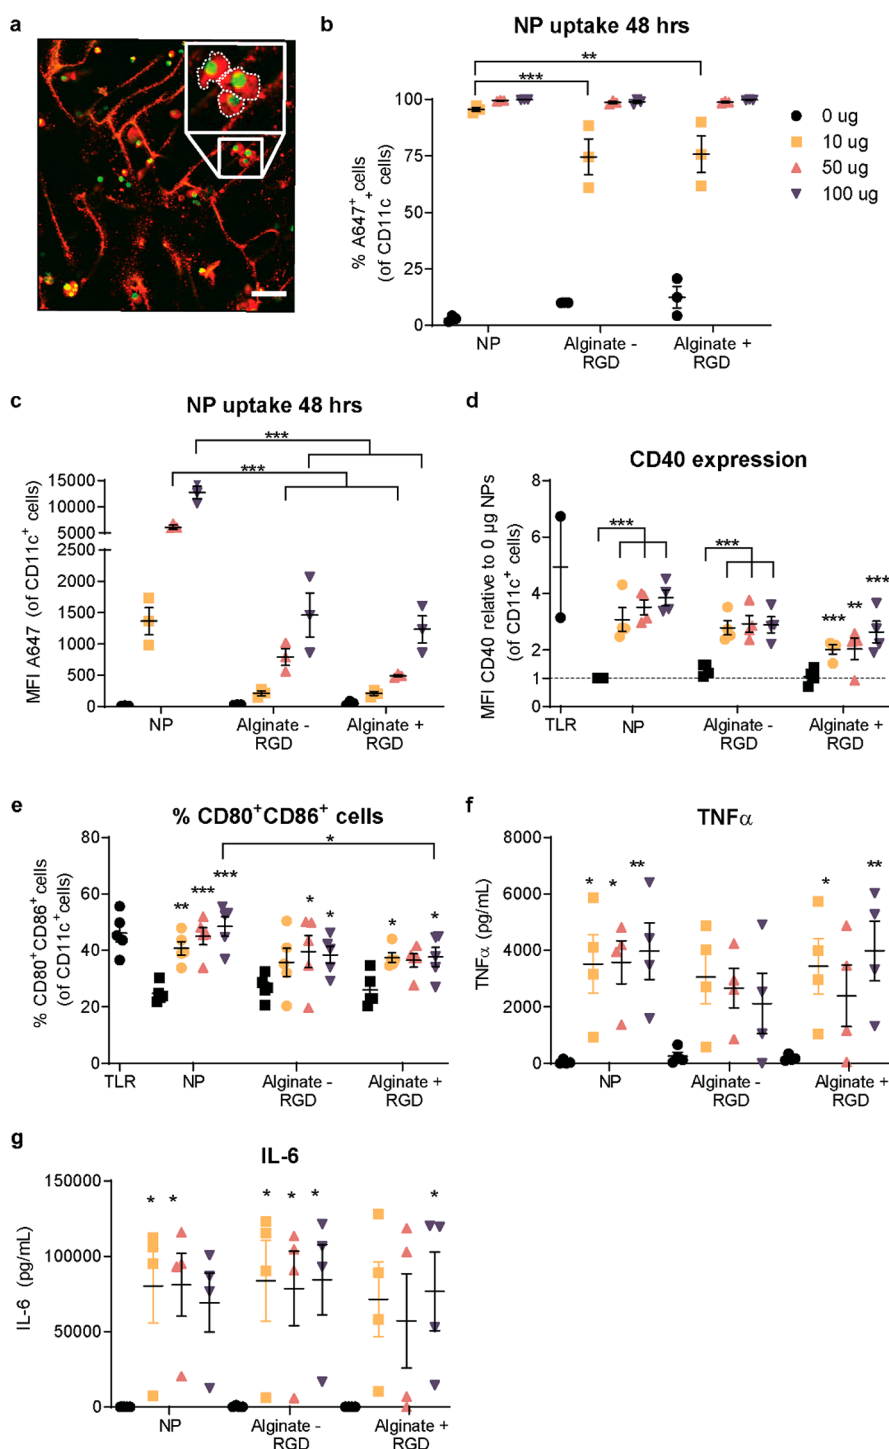 a
b
NP uptake 48 hrs
**
***
100
75
50
25
0
% A647+ cells
(of CD11c+ cells)
NP
Alginate -
RGD
Alginate +
RGD
0 ug
10 ug
50 ug
100 ug
c
NP uptake 48 hrs
***
***
15000
10000
5000
2500
2000
1500
1000
500
0
MFI A647 (of CD11c+ cells)
NP
Alginate -
RGD
Alginate +
RGD
d
CD40 expression
8
6
4
2
0
MFI CD40 relative to 0 µg NPs
(of CD11c+ cells)
***
***
***
**
***
TLR
NP
Alginate -
RGD
Alginate +
RGD
e
% CD80+CD86+ cells
*
80
60
40
20
0
% CD80+CD86+ cells
(of CD11c+cells)
**
***
***
*
*
*
*
TLR
NP
Alginate -
RGD
Alginate +
RGD
f
TNFα
8000
6000
4000
2000
0
TNFα
(pg/mL)
*
*
**
*
**
NP
Alginate -
RGD
Alginate +
RGD
g
IL-6
150000
100000
50000
0
IL-6 (pg/mL)
*
*
*
*
*
*
NP
Alginate -
RGD
Alginate +
RGD